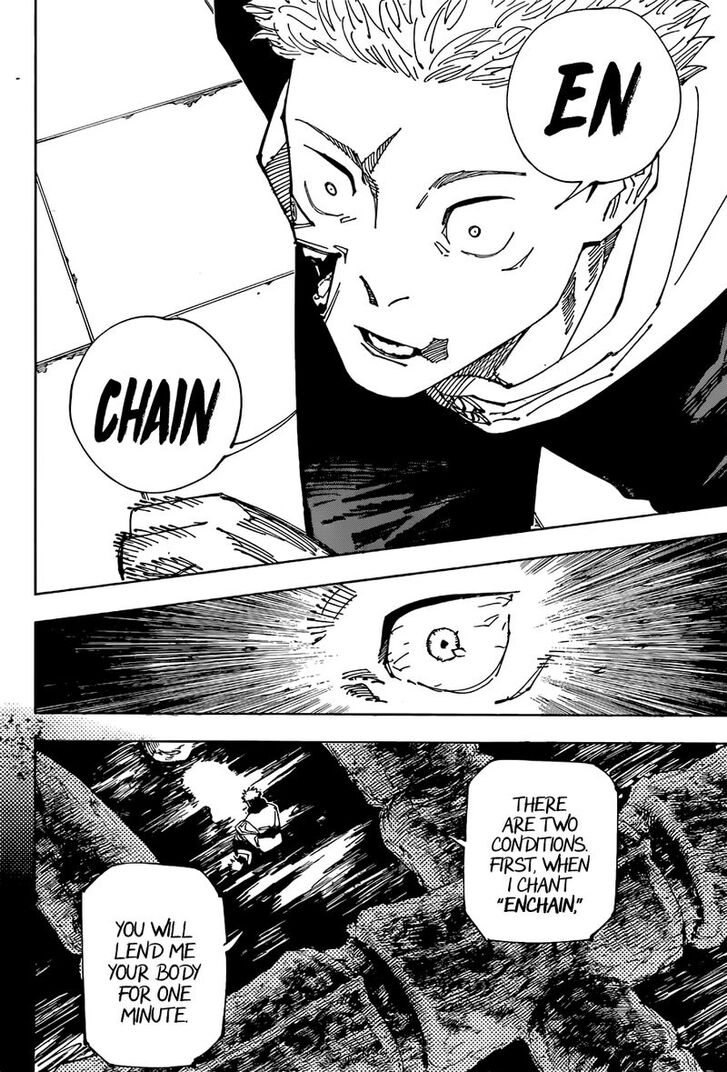 EN
CHAIN
THERE
ARE TWO
CONDITIONS.
FIRST, WHEN
I CHANT
"ENCHAIN,"
YOU WILL
LEND ME
YOUR BODY
FOR ONE
MINUTE.